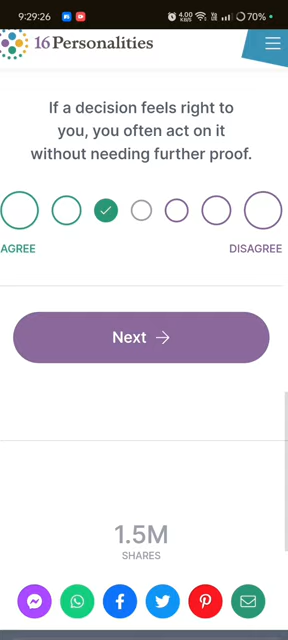 9:29:26
4.00
KB/S
70%
16Personalities
If a decision feels right to
you, you often act on it
without needing further proof.
AGREE
DISAGREE
Next
1.5M
SHARES